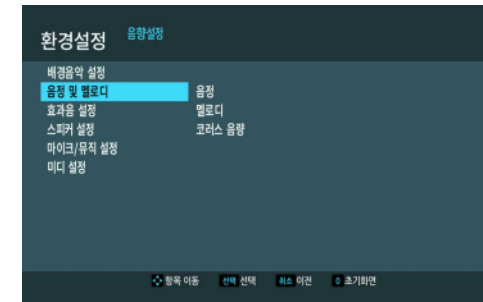 환경설정 음향설정
배경음악 설정
음정 및 멜로디 음정
효과음 설정 멜로디
스피커 설정 코러스 음량
마이크/뮤직 설정
미디 설정
항목 이동 선택 선택 취소 이전 초기화면